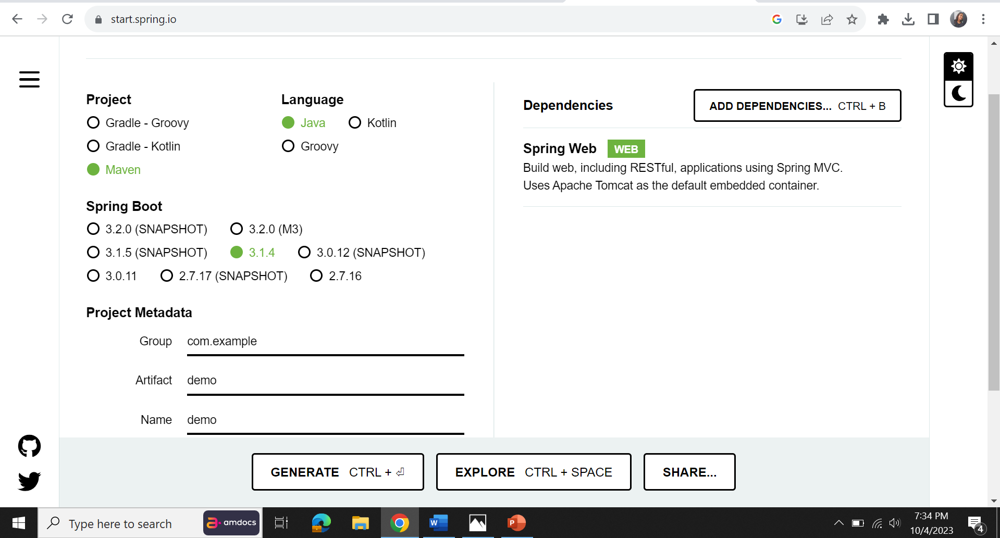 start.spring.io
Project
Gradle - Groovy
Gradle - Kotlin
Maven
Language
Java Kotlin
Groovy
Spring Boot
3.2.0 (SNAPSHOT) 3.2.0 (M3)
3.1.5 (SNAPSHOT) 3.1.4 3.0.12 (SNAPSHOT)
3.0.11 2.7.17 (SNAPSHOT) 2.7.16
Project Metadata
Group com.example
Artifact demo
Name demo
Dependencies ADD DEPENDENCIES... CTRL + B
Spring Web WEB
Build web, including RESTful, applications using Spring MVC.
Uses Apache Tomcat as the default embedded container.
GENERATE CTRL + ⏎ EXPLORE CTRL + SPACE SHARE...
Type here to search a amdocs W P
7:34 PM
10/4/2023
4